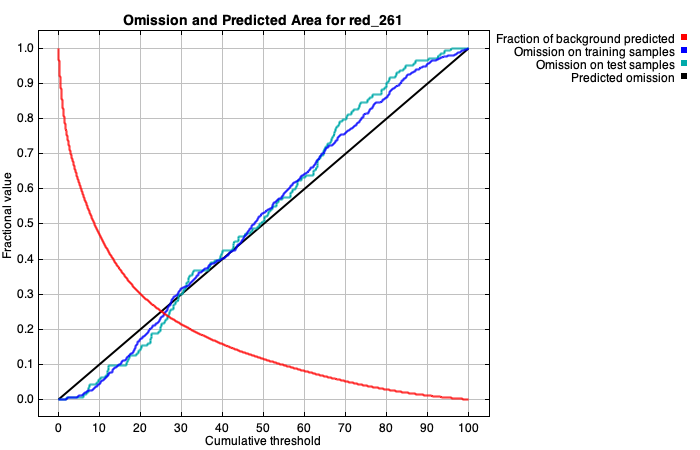 Omission and Predicted Area for red_261
Fraction of background predicted
Omission on training samples
Omission on test samples
Predicted omission
Fractional value
1.0
0.9
0.8
0.7
0.6
0.5
0.4
0.3
0.2
0.1
0.0
0 10 20 30 40 50 60 70 80 90 100
Cumulative threshold